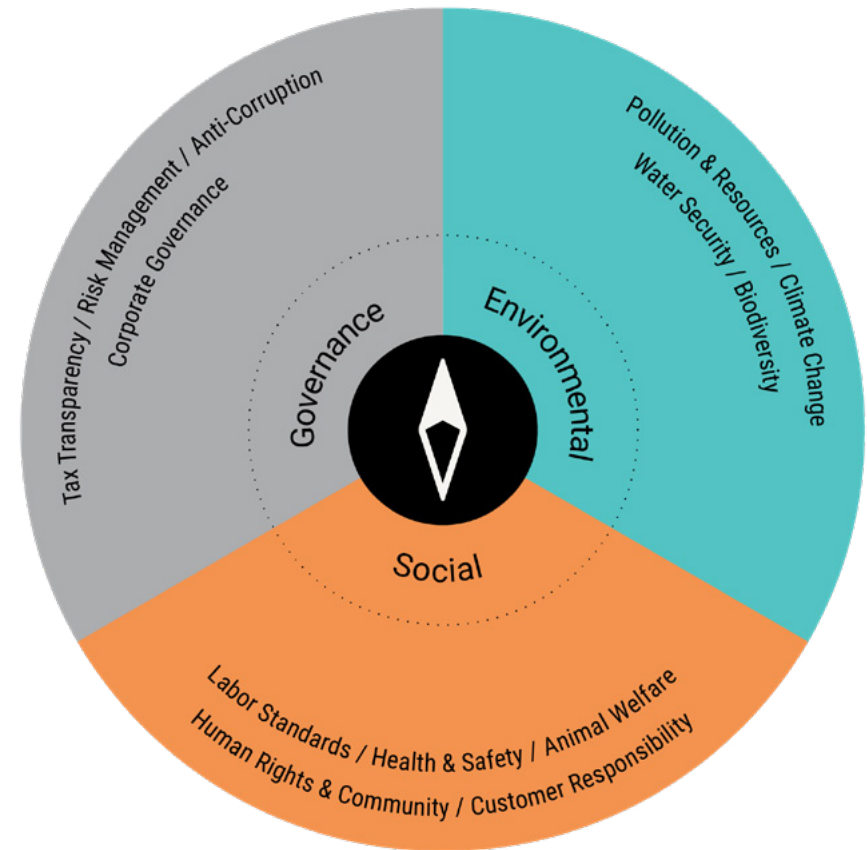 Tax Transparency / Risk Management / Anti-Corruption
Corporate Governance
Governance
Pollution & Resources / Climate Change
Water Security / Biodiversity
Environmental
Social
Labor Standards / Health & Safety / Animal Welfare
Human Rights & Community / Customer Responsibility